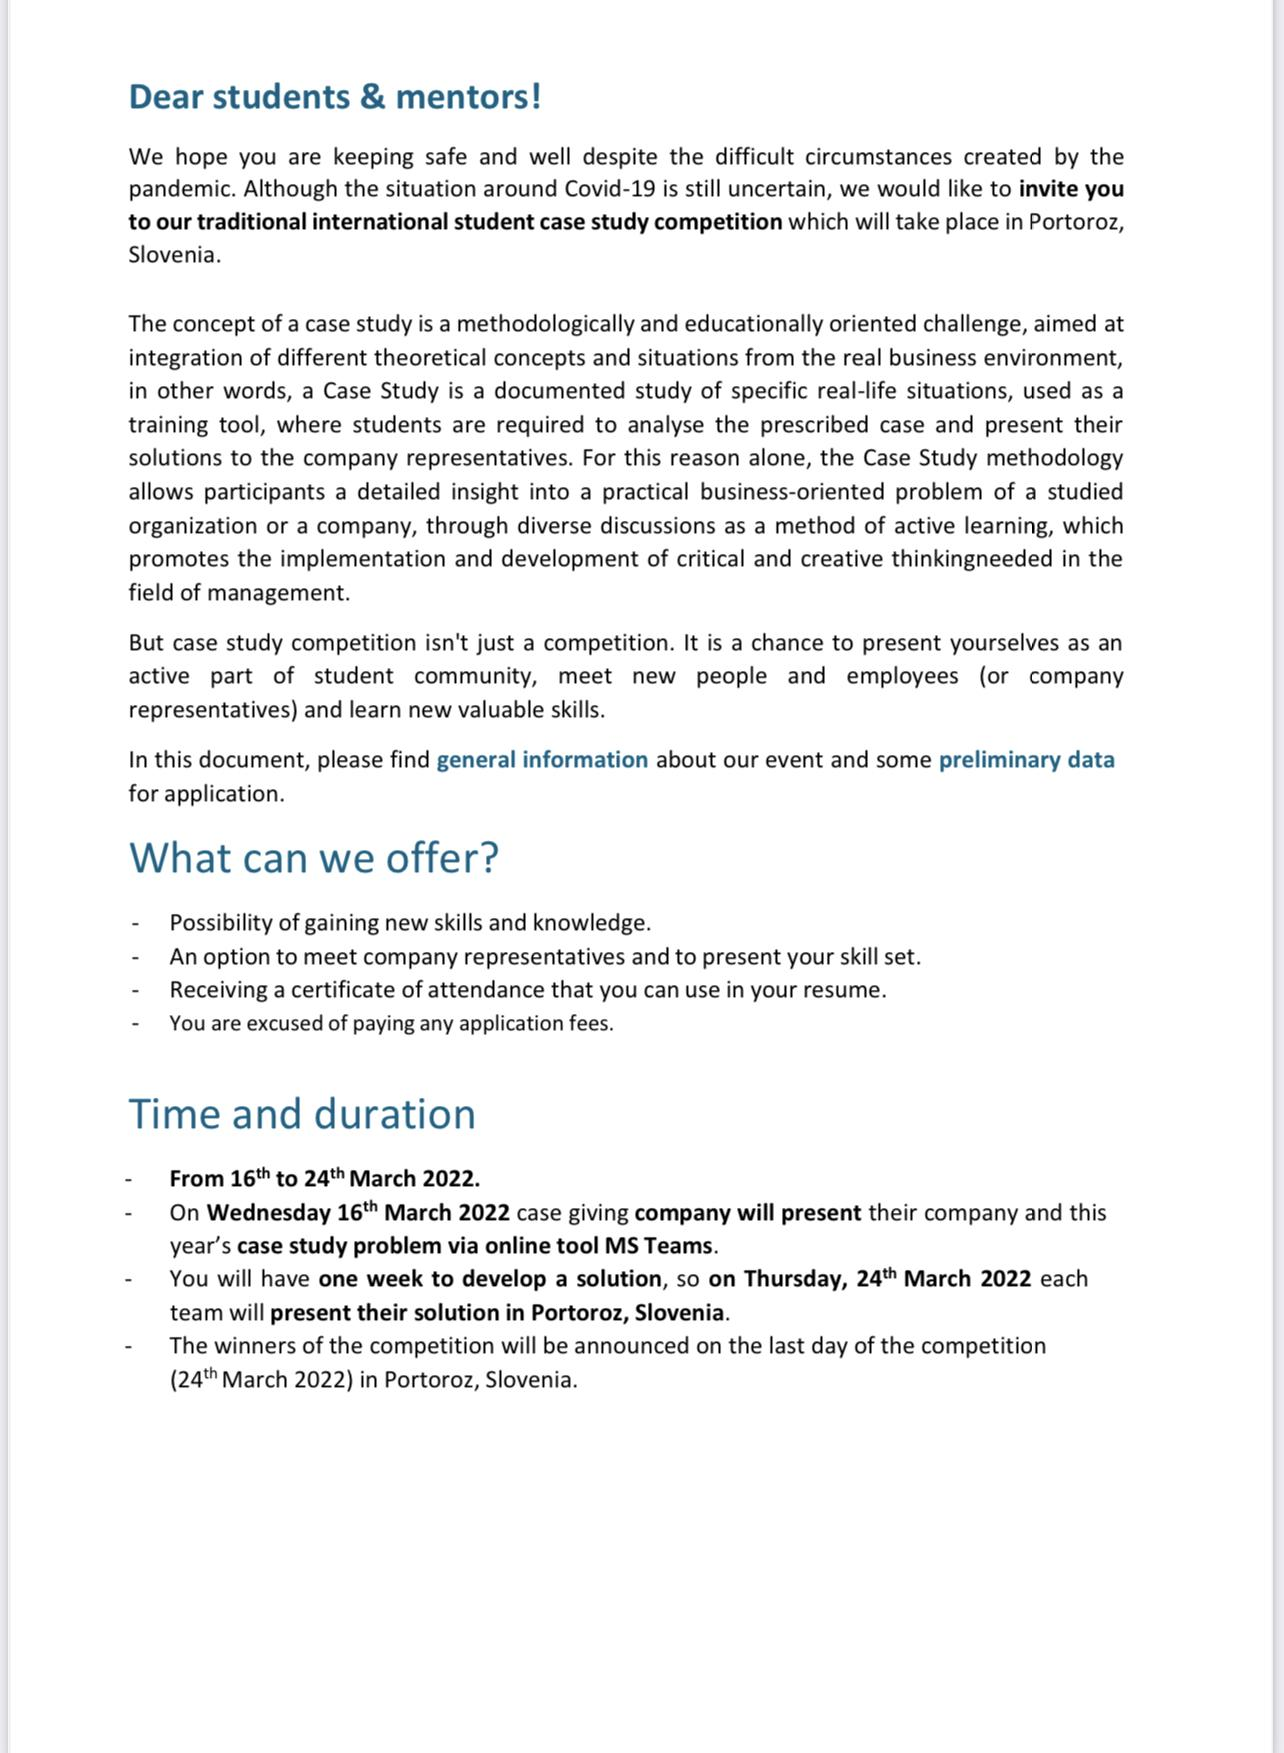 Dear students & mentors!
We hope you are keeping safe and well despite the difficult circumstances created by the
pandemic. Although the situation around Covid-19 is still uncertain, we would like to invite you
to our traditional international student case study competition which will take place in Portoroz,
Slovenia.
The concept of a case study is a methodologically and educationally oriented challenge, aimed at
integration of different theoretical concepts and situations from the real business environment,
in other words, a Case Study is a documented study of specific real-life situations, used as a
training tool, where students are required to analyse the prescribed case and present their
solutions to the company representatives. For this reason alone, the Case Study methodology
allows participants a detailed insight into a practical business-oriented problem of a studied
organization or a company, through diverse discussions as a method of active learning, which
promotes the implementation and development of critical and creative thinkingneeded in the
field of management.
But case study competition isn't just a competition. It is a chance to present yourselves as an
active part of student community, meet new people and employees (or company
representatives) and learn new valuable skills.
In this document, please find general information about our event and some preliminary data
for application.
What can we offer?
- Possibility of gaining new skills and knowledge.
- An option to meet company representatives and to present your skill set.
- Receiving a certificate of attendance that you can use in your resume.
- You are excused of paying any application fees.
Time and duration
- From 16th to 24th March 2022.
- On Wednesday 16th March 2022 case giving company will present their company and this
year’s case study problem via online tool MS Teams.
- You will have one week to develop a solution, so on Thursday, 24th March 2022 each
team will present their solution in Portoroz, Slovenia.
- The winners of the competition will be announced on the last day of the competition
(24th March 2022) in Portoroz, Slovenia.